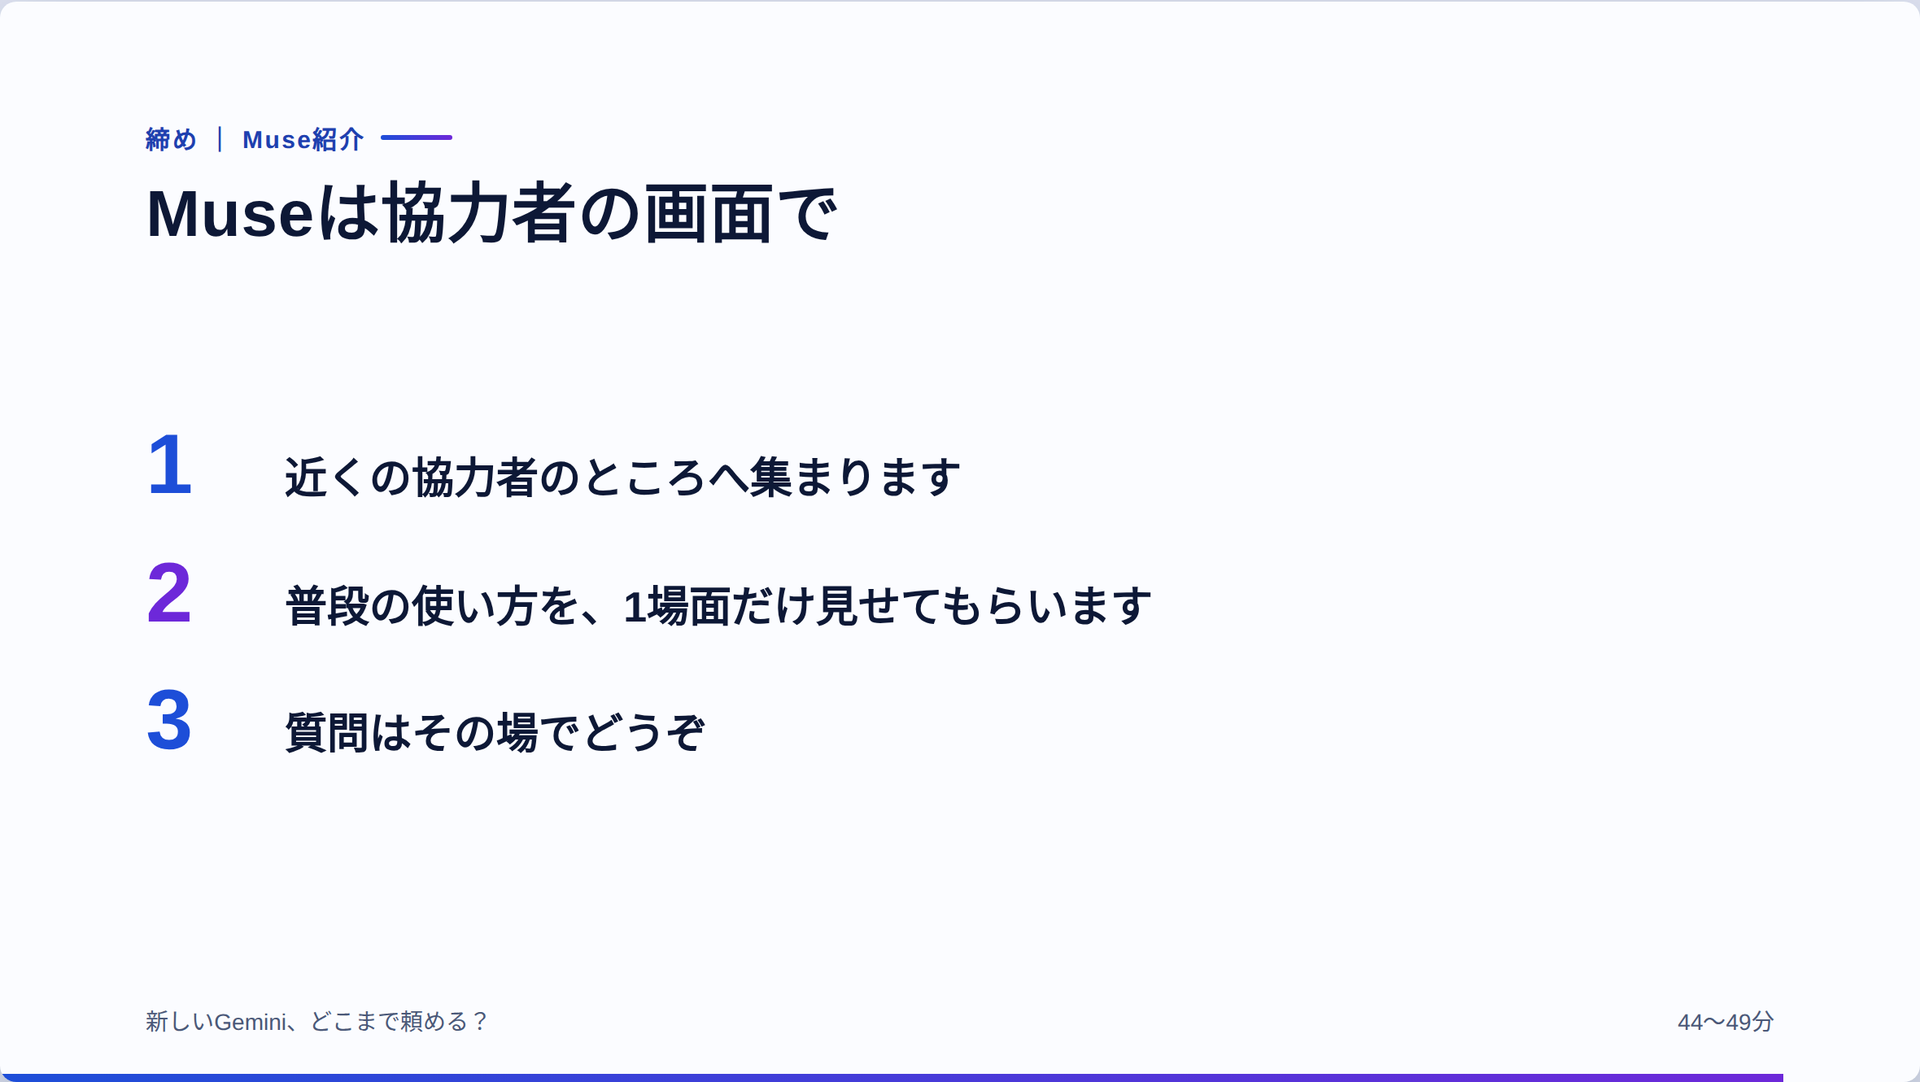 締め ｜ Muse紹介
Museは協力者の画面で
1 近くの協力者のところへ集まります
2 普段の使い方を、1場面だけ見せてもらいます
3 質問はその場でどうぞ
新しいGemini、どこまで頼める？
44〜49分